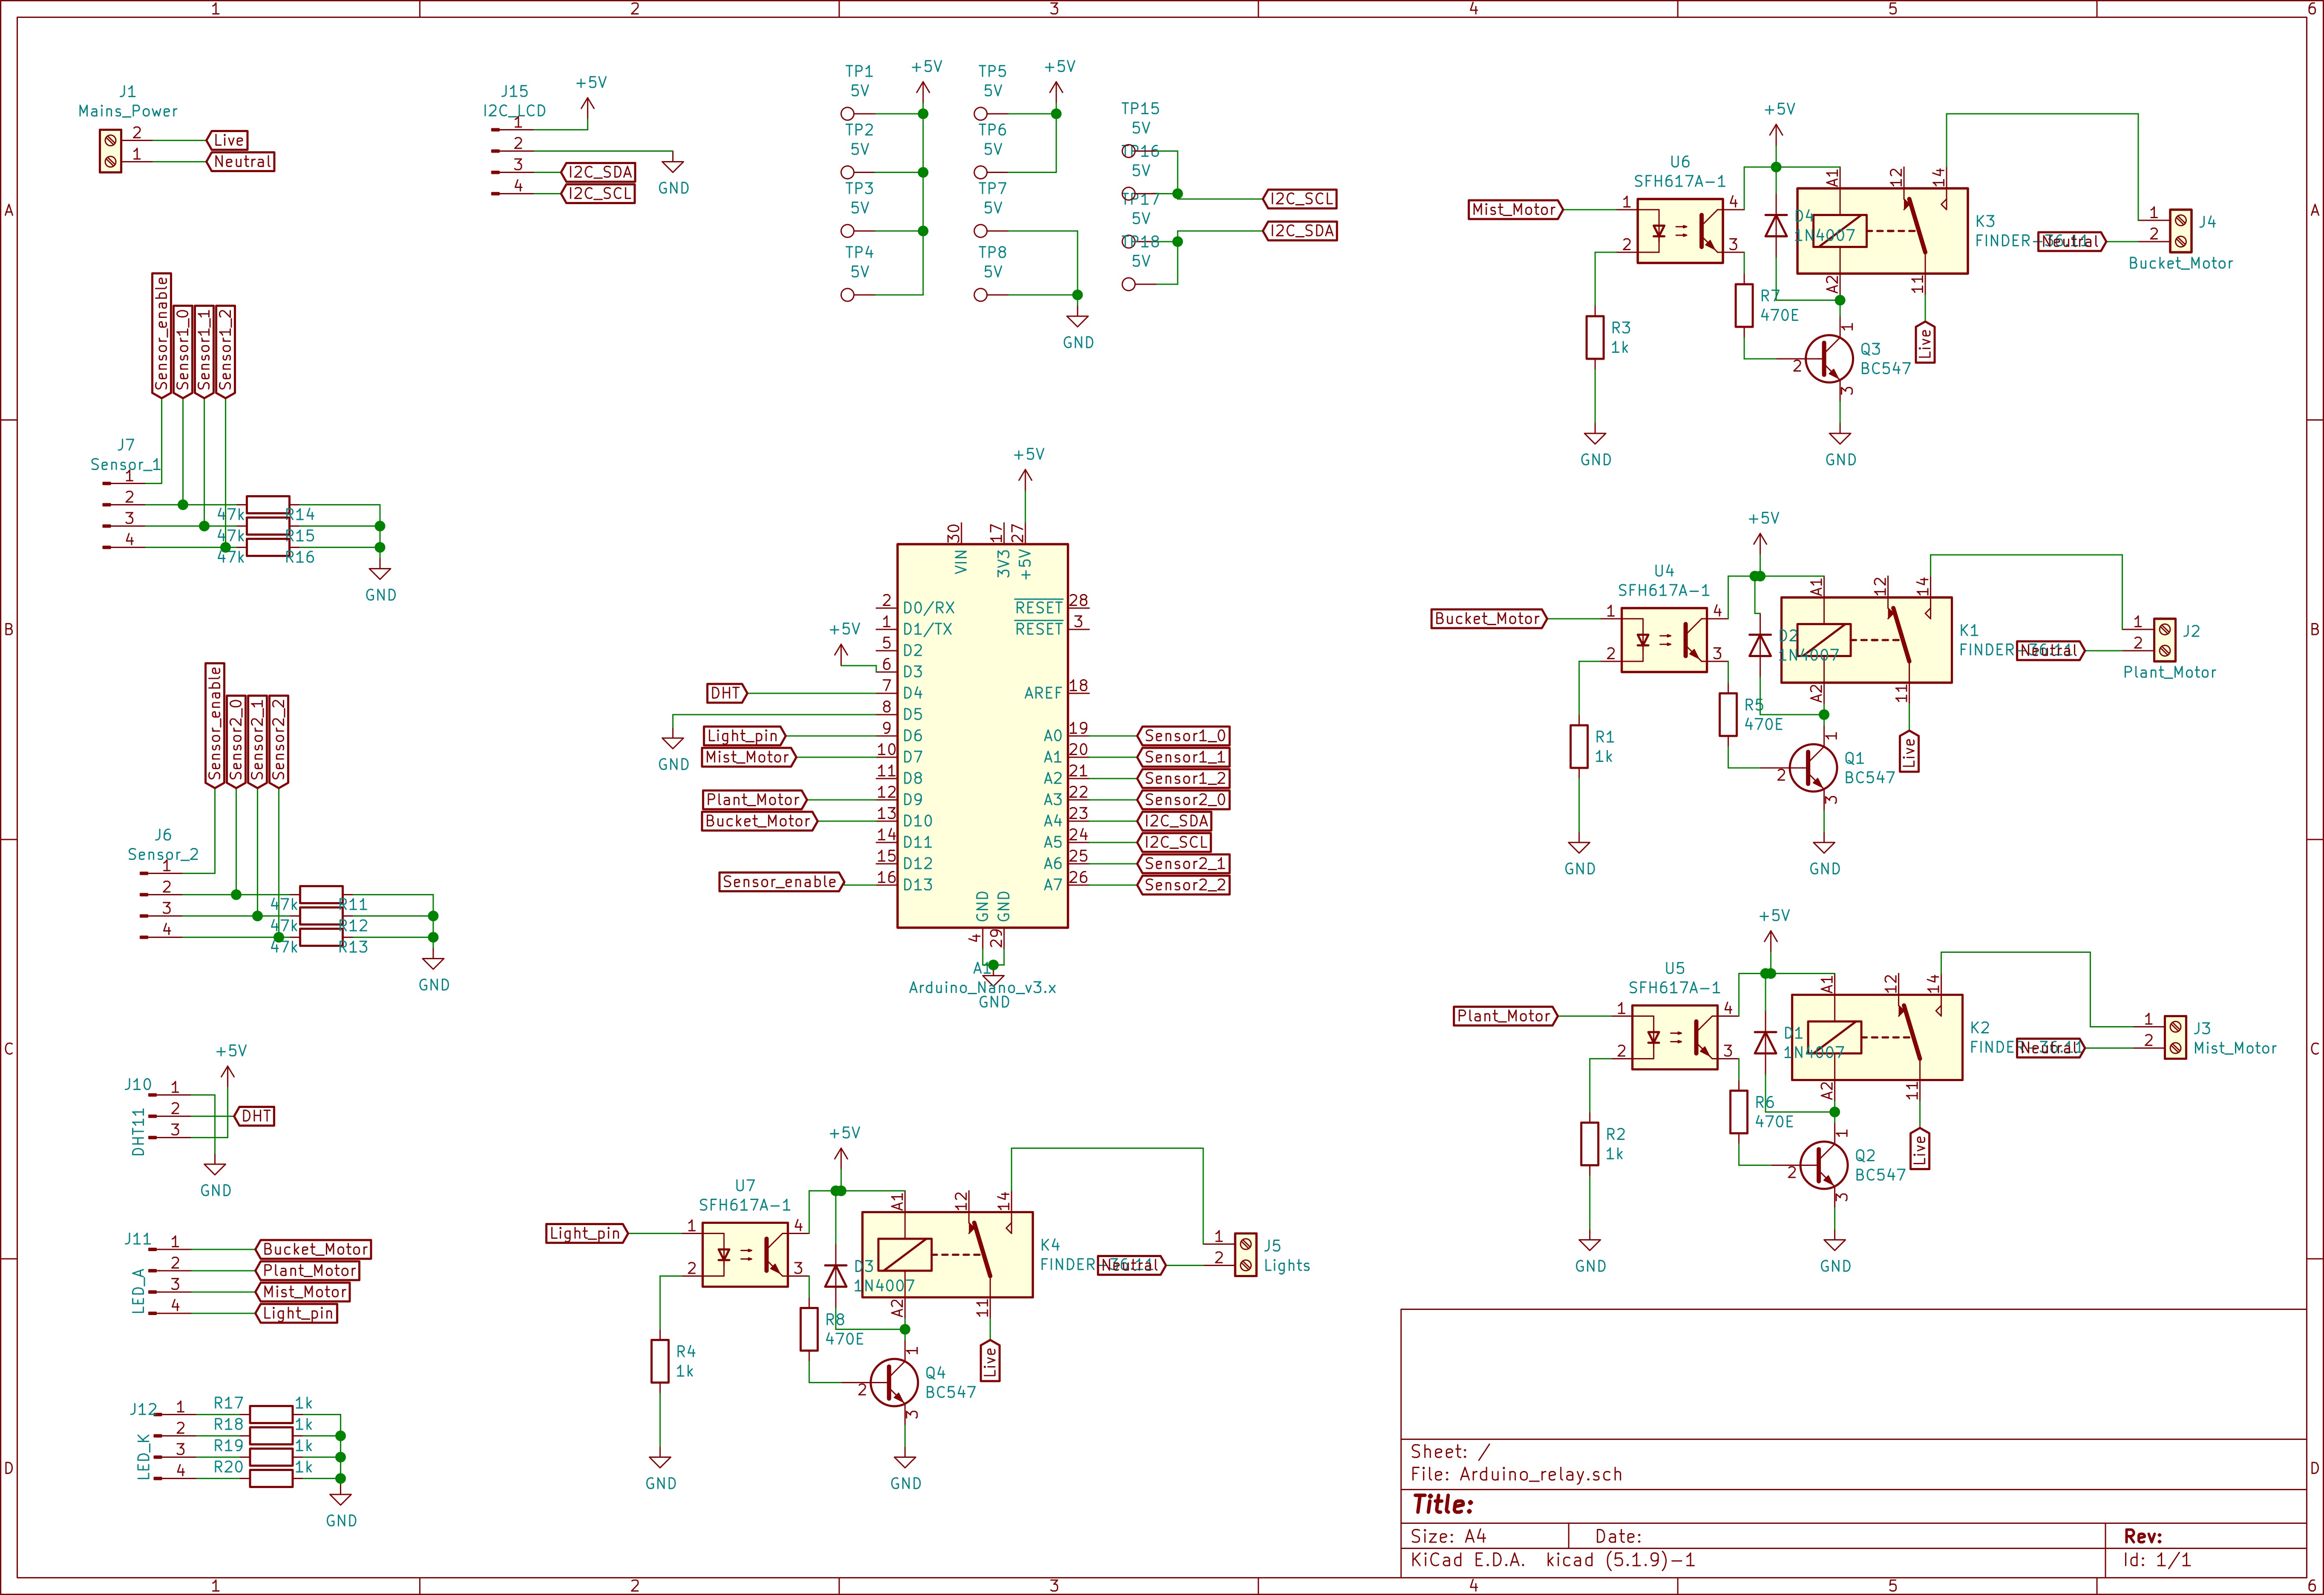 1 2 3 4 5 6
A
B
C
D
A
B
C
D
1 2 3 4 5 6
J1
Mains_Power
2 Live
1 Neutral
J15
I2C_LCD
+5V
1
2
3 I2C_SDA
4 I2C_SCL
GND
TP1
5V
TP2
5V
TP3
5V
TP4
5V
+5V
TP5
5V
TP6
5V
TP7
5V
TP8
5V
+5V
GND
TP15
5V
TP16
5V
TP17
5V
TP18
5V
I2C_SCL
I2C_SDA
Sensor_enable
Sensor1_0
Sensor1_1
Sensor1_2
J7
Sensor_1
1
2
3
4
47k R14
47k R15
47k R16
GND
Sensor_enable
Sensor2_0
Sensor2_1
Sensor2_2
J6
Sensor_2
1
2
3
4
47k R11
47k R12
47k R13
GND
+5V
J10
DHT11
1
2 DHT
3
GND
J11
LED_A
1 Bucket_Motor
2 Plant_Motor
3 Mist_Motor
4 Light_pin
J12
LED_K
1 R17 1k
2 R18 1k
3 R19 1k
4 R20 1k
GND
+5V
30 17 27
VIN 3V3 +5V
2 D0/RX
1 D1/TX
5 D2
+5V
6 D3
DHT 7 D4
8 D5
GND
Light_pin 9 D6
Mist_Motor 10 D7
11 D8
Plant_Motor 12 D9
Bucket_Motor 13 D10
14 D11
15 D12
Sensor_enable 16 D13
RESET 28
RESET 3
AREF 18
A0 19 Sensor1_0
A1 20 Sensor1_1
A2 21 Sensor1_2
A3 22 Sensor2_0
A4 23 I2C_SDA
A5 24 I2C_SCL
A6 25 Sensor2_1
A7 26 Sensor2_2
GND GND
4 29
A1
Arduino_Nano_v3.x
GND
+5V
U6
SFH617A-1
Mist_Motor
1 4
2 3
R3
1k
GND
R7
470E
D4
1N4007
A1 12 14
A2 11
K3
FINDER-36.11
Neutral
Live
1
2
J4
Bucket_Motor
1
2
3
Q3
BC547
GND
+5V
U4
SFH617A-1
Bucket_Motor
1 4
2 3
R1
1k
GND
R5
470E
D2
1N4007
A1 12 14
A2 11
K1
FINDER-36.11
Neutral
Live
1
2
J2
Plant_Motor
1
2
3
Q1
BC547
GND
+5V
U5
SFH617A-1
Plant_Motor
1 4
2 3
R2
1k
GND
R6
470E
D1
1N4007
A1 12 14
A2 11
K2
FINDER-36.11
Neutral
Live
1
2
J3
Mist_Motor
1
2
3
Q2
BC547
GND
+5V
U7
SFH617A-1
Light_pin
1 4
2 3
R4
1k
GND
R8
470E
D3
1N4007
A1 12 14
A2 11
K4
FINDER-36.11
Neutral
Live
1
2
J5
Lights
1
2
3
Q4
BC547
GND
Sheet: /
File: Arduino_relay.sch
Title:
Size: A4 Date: Rev:
KiCad E.D.A. kicad (5.1.9)-1 Id: 1/1